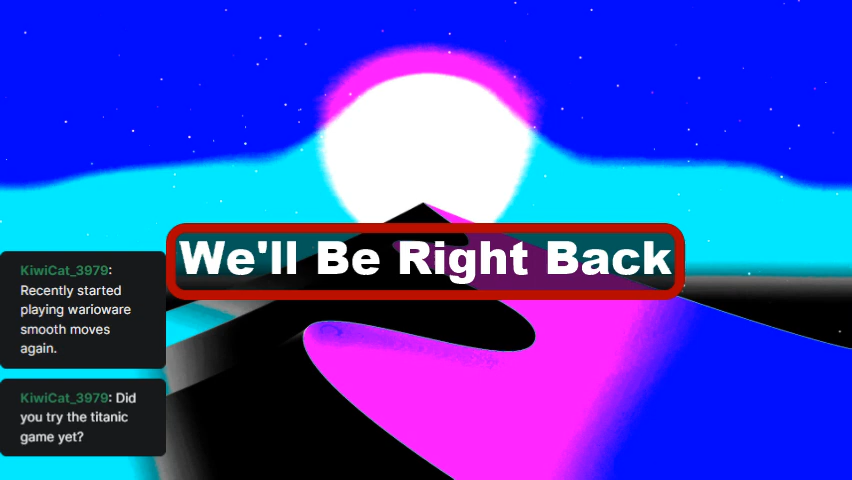 We'll Be Right Back
KiwiCat_3979:
Recently started
playing warioware
smooth moves
again.
KiwiCat_3979: Did
you try the titanic
game yet?